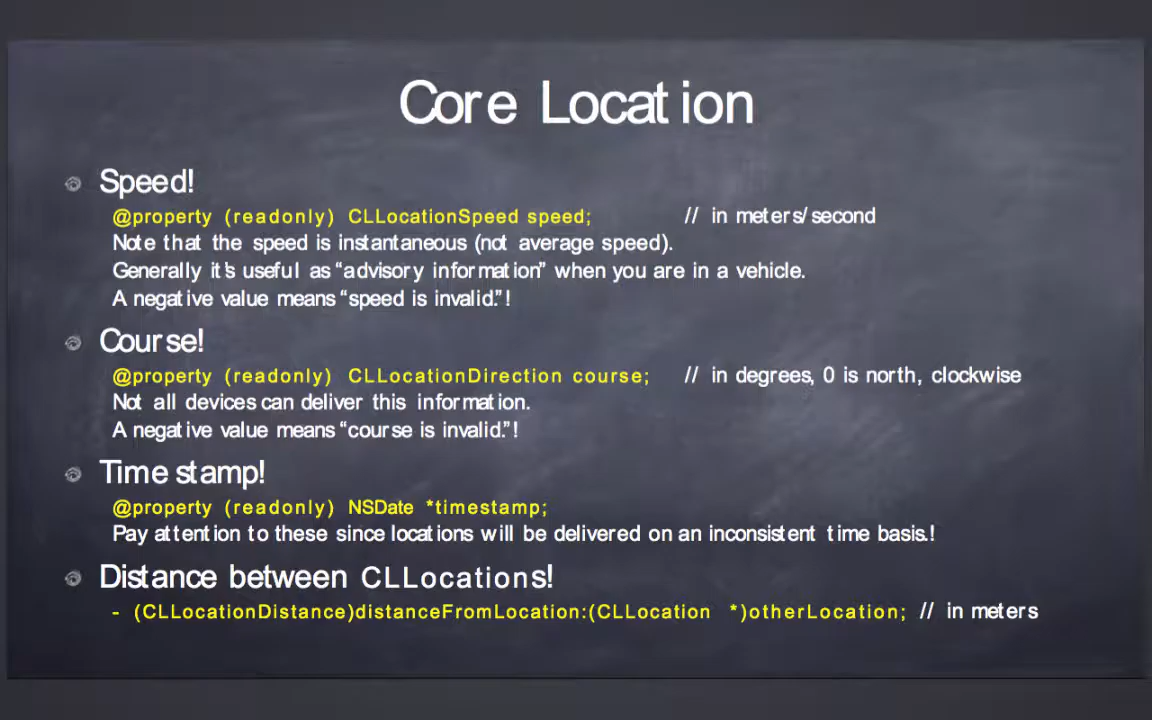 Core Location
Speed!
@property (readonly) CLLocationSpeed speed; // in meters/second
Note that the speed is instantaneous (not average speed).
Generally it's useful as “advisory information” when you are in a vehicle.
A negative value means “speed is invalid.”!
Course!
@property (readonly) CLLocationDirection course; // in degrees, 0 is north, clockwise
Not all devices can deliver this information.
A negative value means “course is invalid.”!
Time stamp!
@property (readonly) NSDate *timestamp;
Pay attention to these since locations will be delivered on an inconsistent time basis.!
Distance between CLLocations!
- (CLLocationDistance)distanceFromLocation:(CLLocation *)otherLocation; // in meters